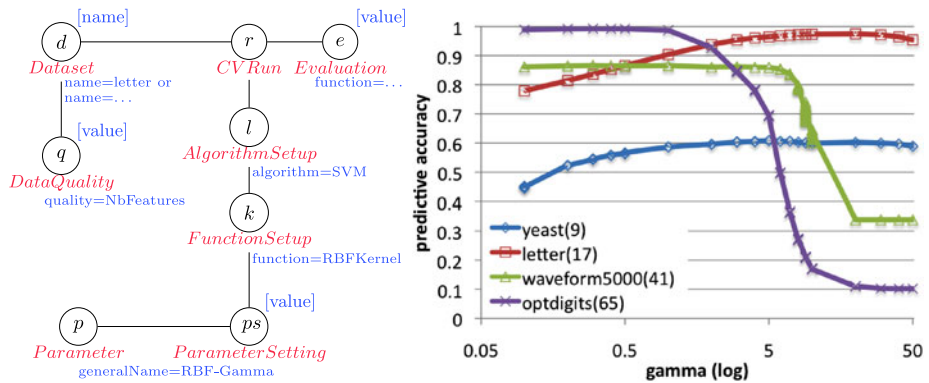 [name]
[value]
d
r
e
Dataset
CVRun
Evaluation
name=letter or
name=...
function=...
[value]
q
l
DataQuality
quality=NbFeatures
AlgorithmSetup
algorithm=SVM
k
FunctionSetup
function=RBFKernel
[value]
p
ps
Parameter
ParameterSetting
generalName=RBF-Gamma
predictive accuracy
1
0.9
0.8
0.7
0.6
0.5
0.4
0.3
0.2
0.1
0
yeast(9)
letter(17)
waveform5000(41)
optdigits(65)
0.05
0.5
5
50
gamma (log)